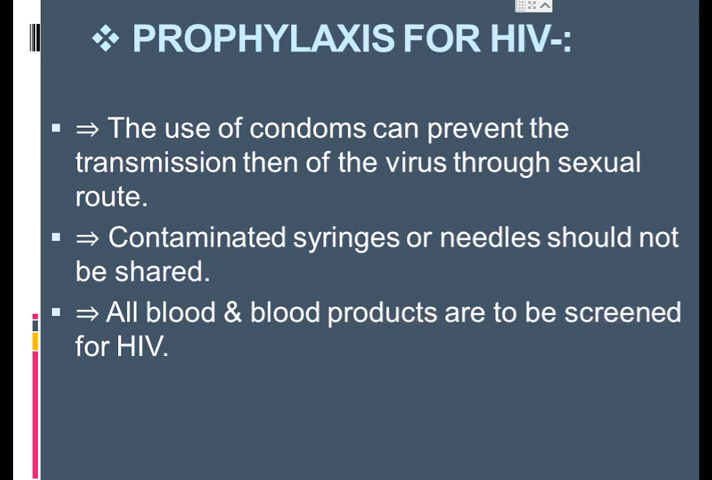 ❖ PROPHYLAXIS FOR HIV-:
▪ ⇒ The use of condoms can prevent the
transmission then of the virus through sexual
route.
▪ ⇒ Contaminated syringes or needles should not
be shared.
▪ ⇒ All blood & blood products are to be screened
for HIV.